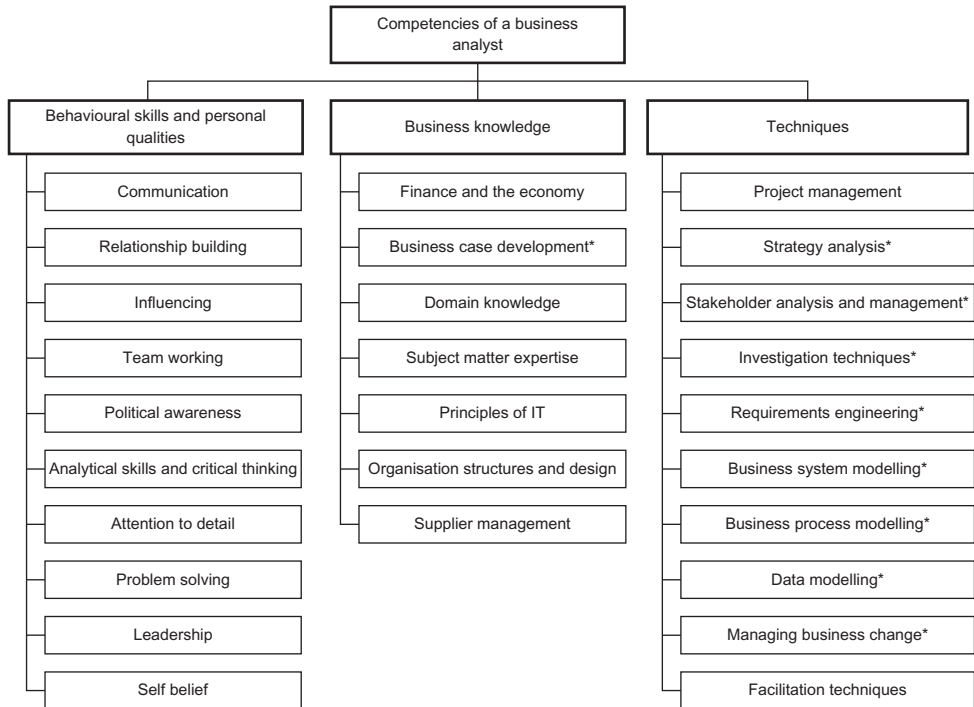 Competencies of a business
analyst
Behavioural skills and personal
qualities
Communication
Relationship building
Influencing
Team working
Political awareness
Analytical skills and critical thinking
Attention to detail
Problem solving
Leadership
Self belief
Business knowledge
Finance and the economy
Business case development*
Domain knowledge
Subject matter expertise
Principles of IT
Organisation structures and design
Supplier management
Techniques
Project management
Strategy analysis*
Stakeholder analysis and management*
Investigation techniques*
Requirements engineering*
Business system modelling*
Business process modelling*
Data modelling*
Managing business change*
Facilitation techniques